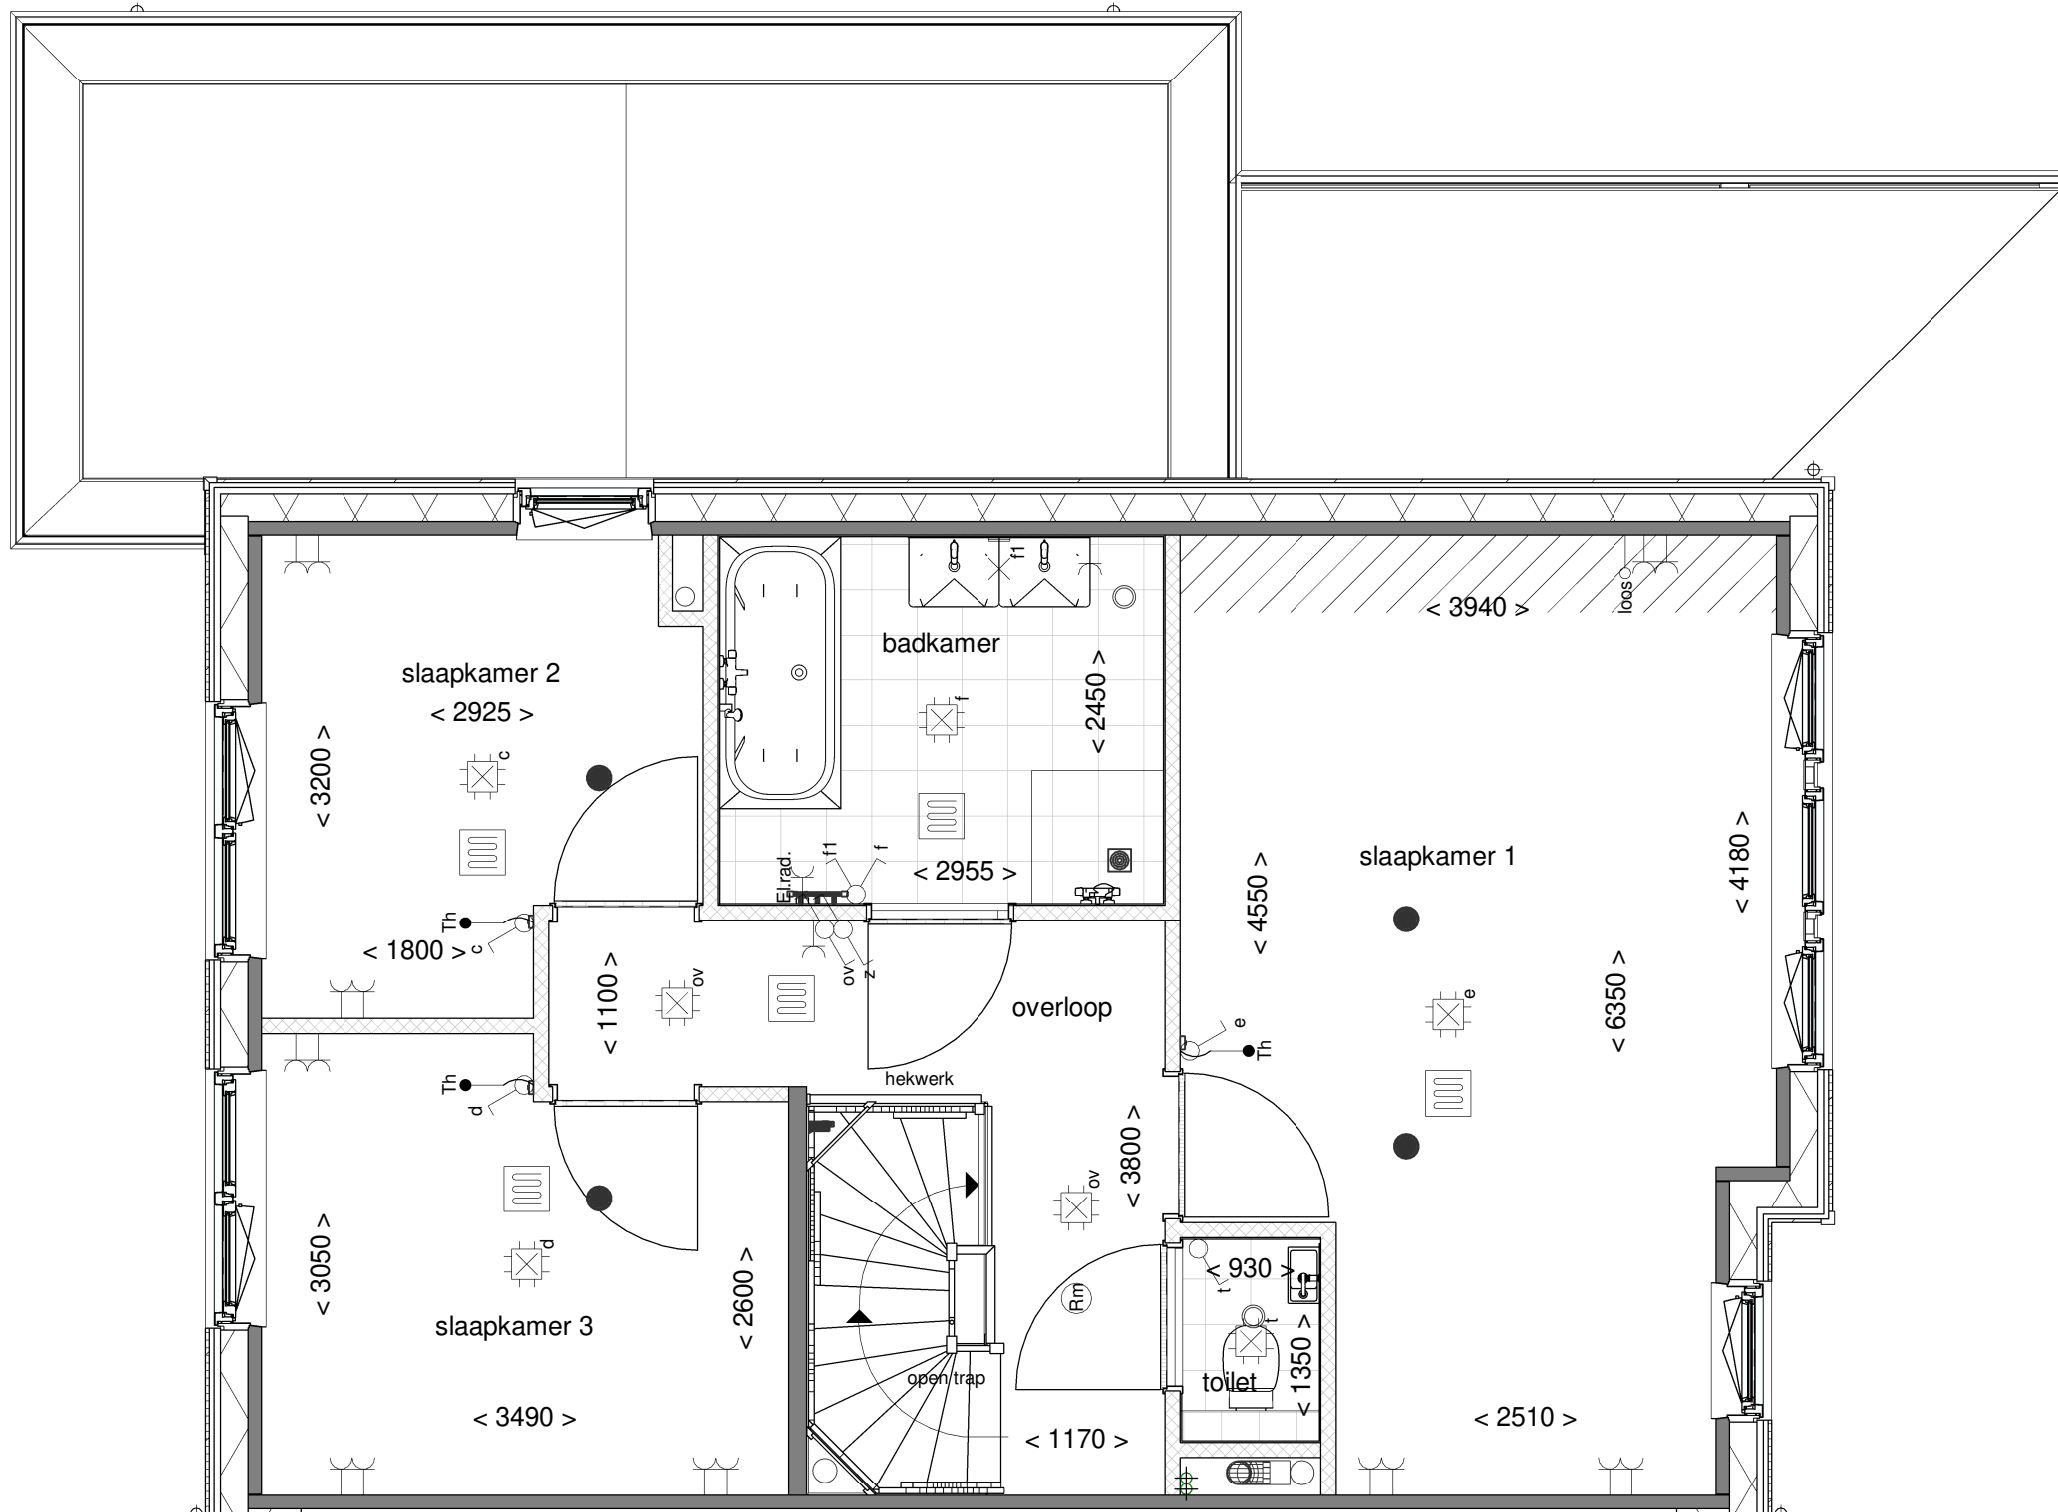 f1
loos
< 3940 >
badkamer
slaapkamer 2
< 2925 >
f
< 2450 >
c
< 3200 >
slaapkamer 1
El.rad.
f1
f
< 2955 >
< 4550 >
< 4180 >
Th
< 1800 >
c
ov
ov
z
< 1100 >
overloop
e
< 6350 >
e
Th
hekwerk
Th
d
< 3800 >
ov
d
< 3050 >
< 2600 >
slaapkamer 3
Rm
< 930 >
t
t
< 1350 >
toilet
open trap
< 3490 >
< 1170 >
< 2510 >